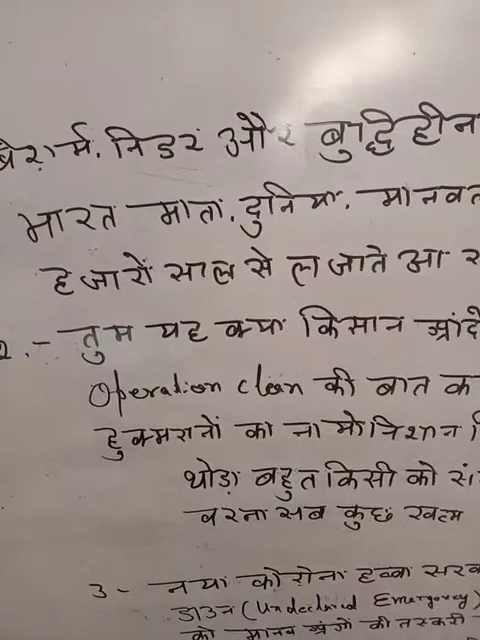 बेशर्म, निडर और बुद्धिहीन
भारत माता, दुनिया, मानवत
हजारों साल से लजाते आ र
2.- तुम यह क्या किसान आंदो
Operation clean की बात क
हुक्मरानों का नामोनिशान f
थोड़ा बहुत किसी को सं
वरना सब कुछ खत्म
3 - नया कोरोना हव्वा सरक
डाउन (Undeclared Emergency)
को मानव अंगों की तस्करी